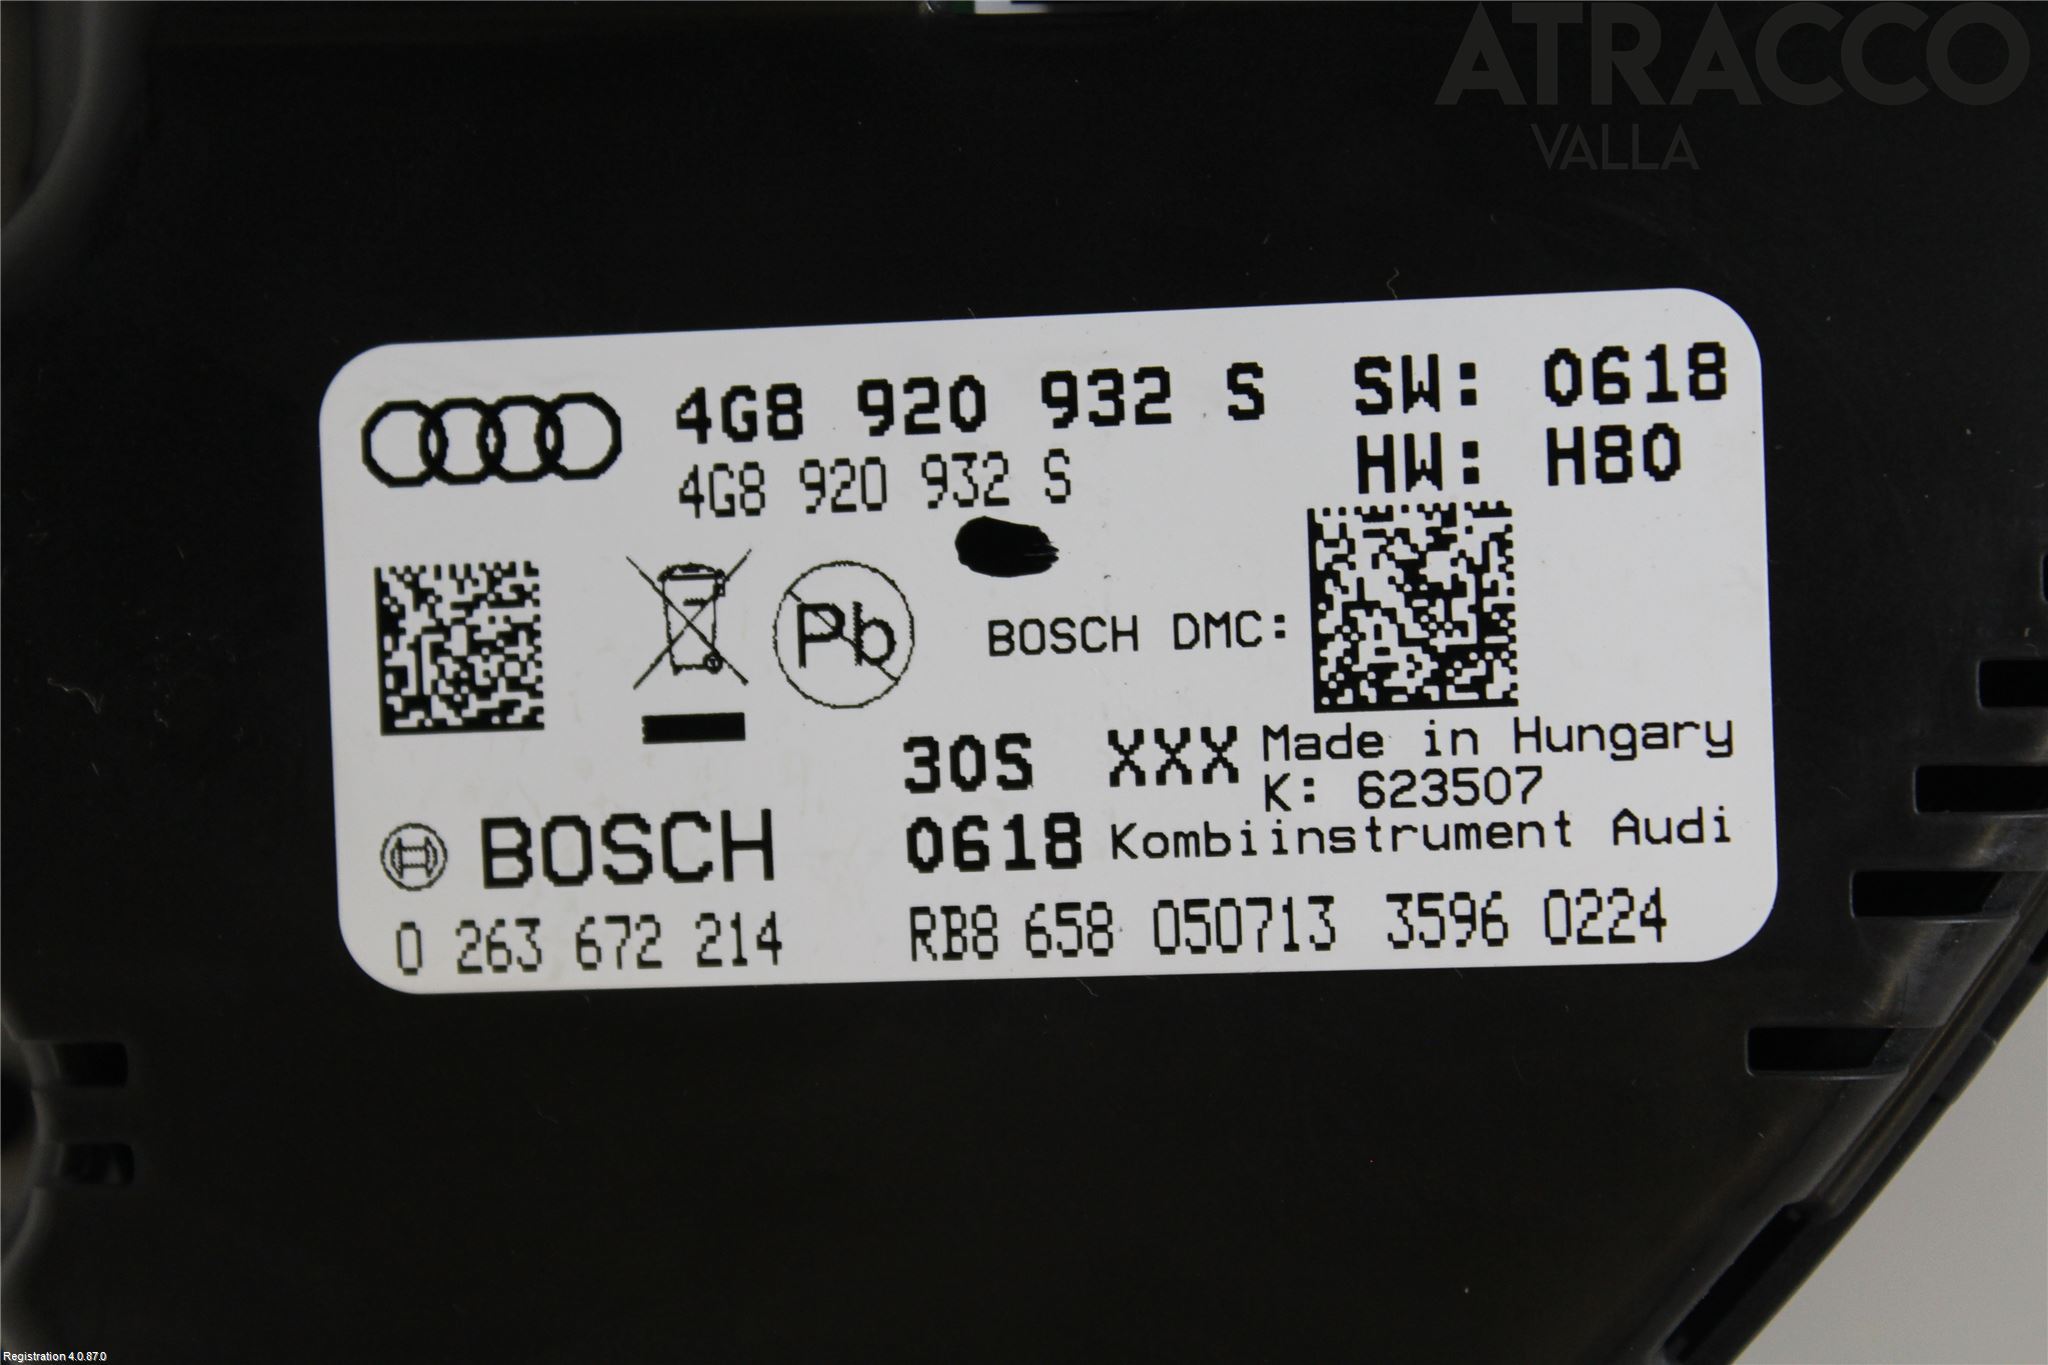 ATRACCO
VALLA
4G8 920 932 S SW: 0618
4G8 920 932 S HW: H80
Pb
BOSCH DMC:
30S XXX Made in Hungary
K: 623507
BOSCH 0618 Kombiinstrument Audi
0 263 672 214 RB8 658 050713 3596 0224
Registration 4.0.87.0